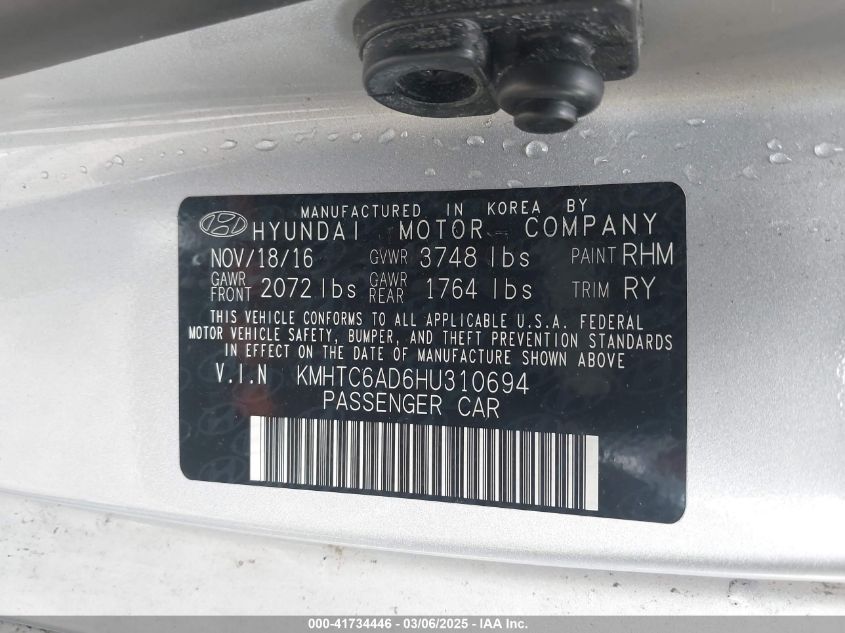 MANUFACTURED IN KOREA BY
HYUNDAI MOTOR COMPANY
NOV/18/16 GVWR 3748 lbs PAINT RHM
GAWR FRONT 2072 lbs GAWR REAR 1764 lbs TRIM RY
THIS VEHICLE CONFORMS TO ALL APPLICABLE U.S.A. FEDERAL
MOTOR VEHICLE SAFETY, BUMPER, AND THEFT PREVENTION STANDARDS
IN EFFECT ON THE DATE OF MANUFACTURE SHOWN ABOVE
V.I.N KMHTC6AD6HU310694
PASSENGER CAR
000-41734446 - 03/06/2025 - IAA Inc.